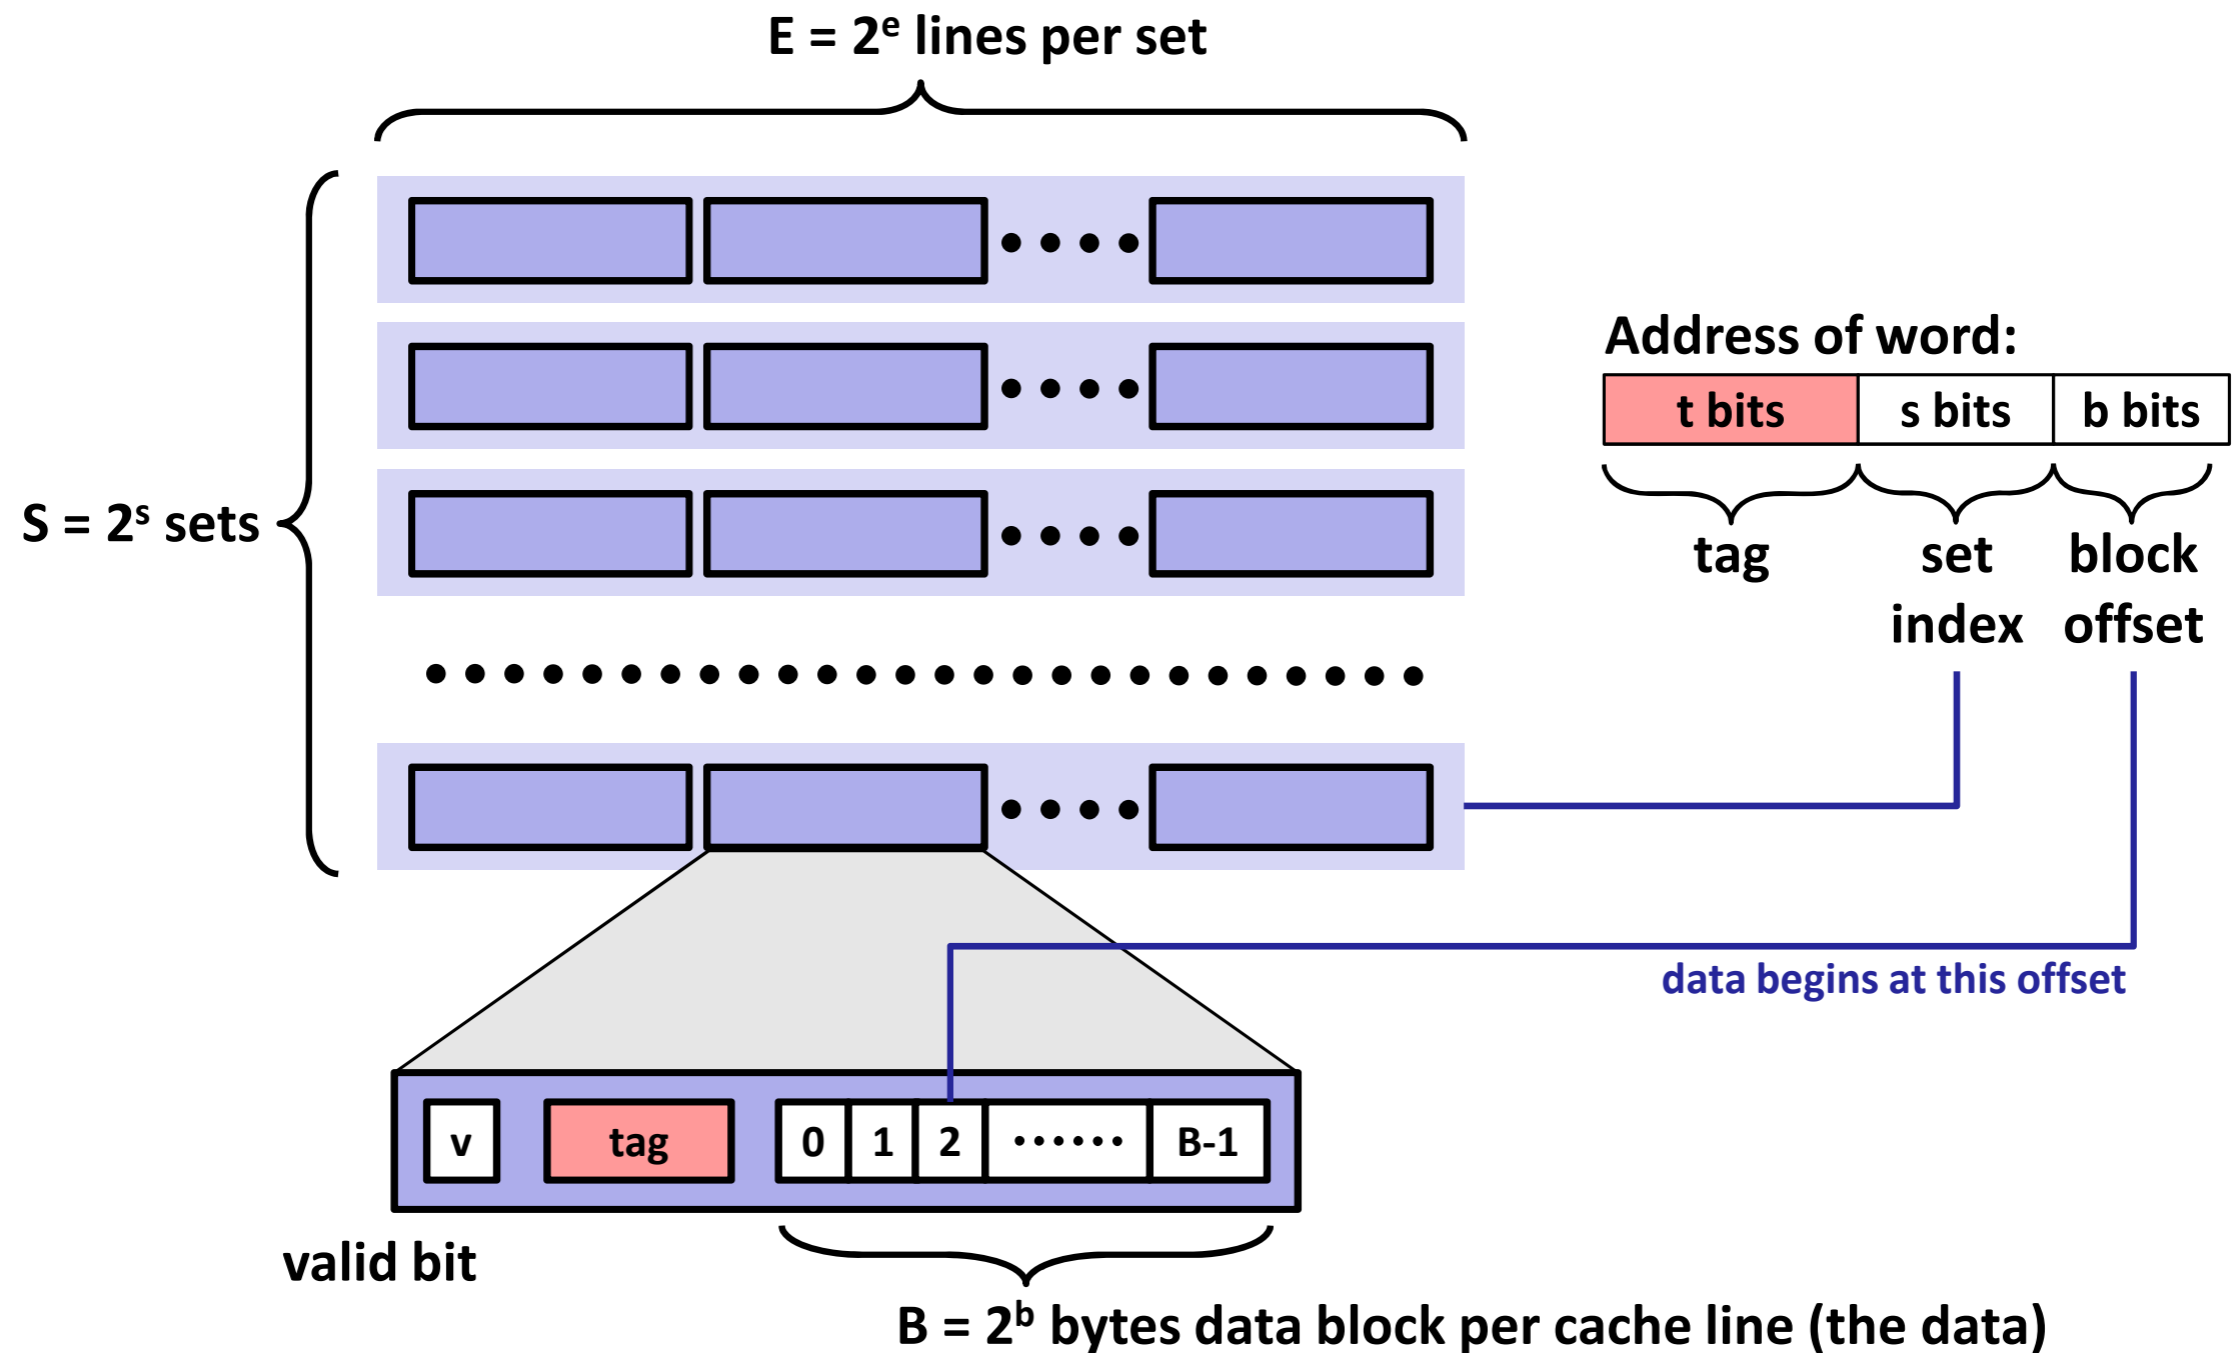 E = 2ᵉ lines per set
S = 2ˢ sets
Address of word:
t bits s bits b bits
tag set block
index offset
data begins at this offset
v tag 0 1 2 •••••• B-1
valid bit
B = 2ᵇ bytes data block per cache line (the data)